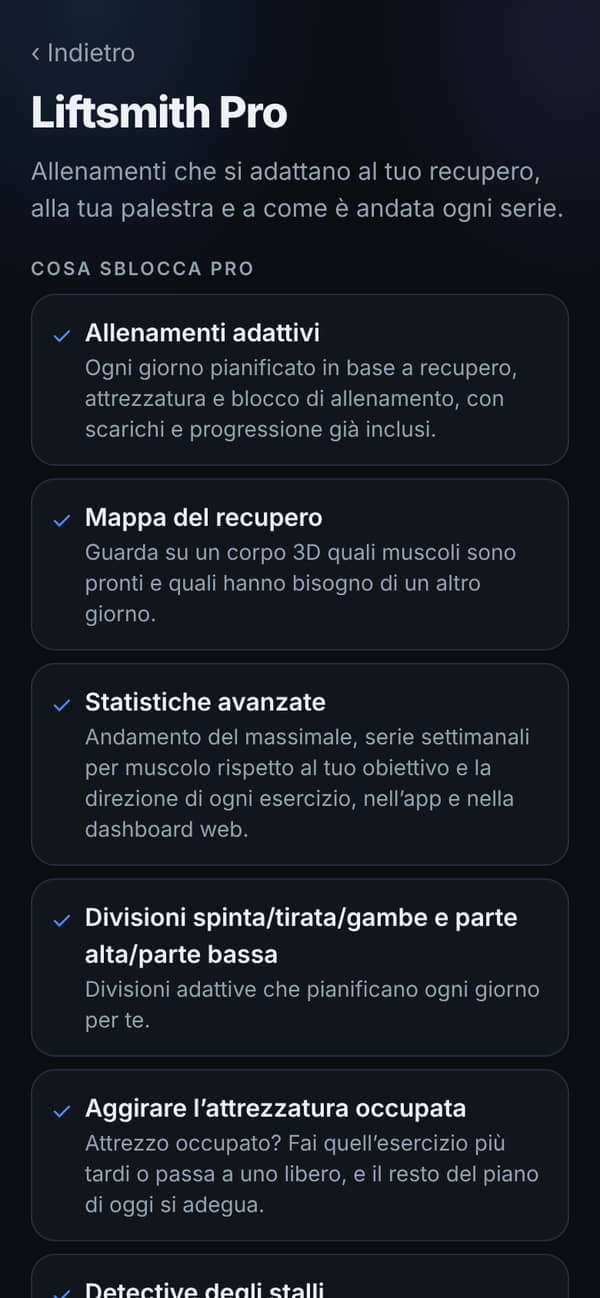 ‹ Indietro
Liftsmith Pro
Allenamenti che si adattano al tuo recupero,
alla tua palestra e a come è andata ogni serie.
COSA SBLOCCA PRO
Allenamenti adattivi
Ogni giorno pianificato in base a recupero,
attrezzatura e blocco di allenamento, con
scarichi e progressione già inclusi.
Mappa del recupero
Guarda su un corpo 3D quali muscoli sono
pronti e quali hanno bisogno di un altro
giorno.
Statistiche avanzate
Andamento del massimale, serie settimanali
per muscolo rispetto al tuo obiettivo e la
direzione di ogni esercizio, nell’app e nella
dashboard web.
Divisioni spinta/tirata/gambe e parte
alta/parte bassa
Divisioni adattive che pianificano ogni giorno
per te.
Aggirare l’attrezzatura occupata
Attrezzo occupato? Fai quell’esercizio più
tardi o passa a uno libero, e il resto del piano
di oggi si adegua.
Detective degli stalli